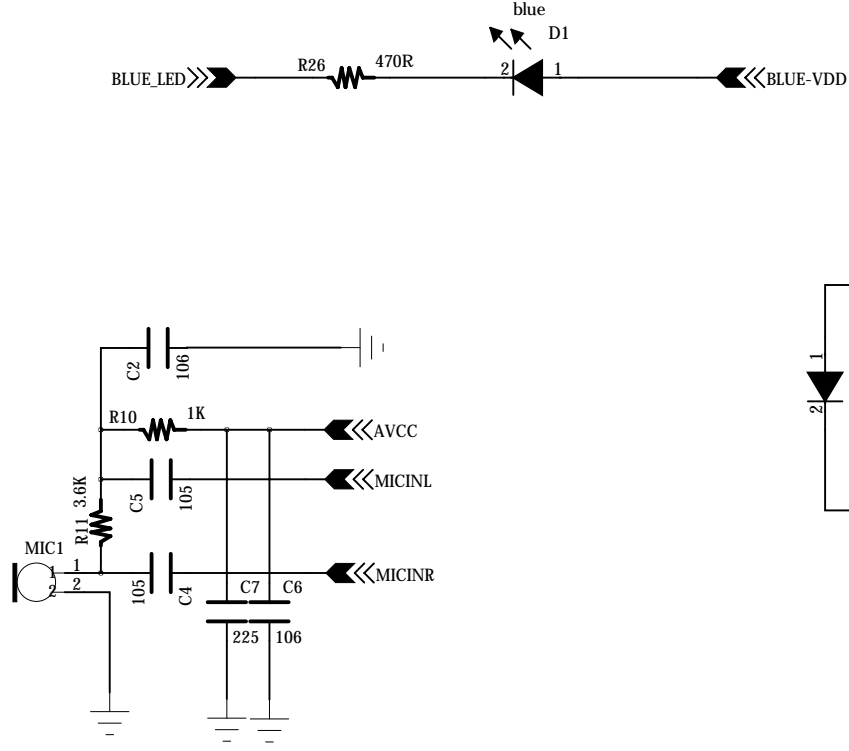 blue
D1
BLUE_LED
R26
470R
2
1
BLUE-VDD
C2
106
1
2
R10
1K
AVCC
C5
105
MICINL
R11 3.6K
MIC1
1
1
2
2
105
C4
MICINR
C7
C6
225
106